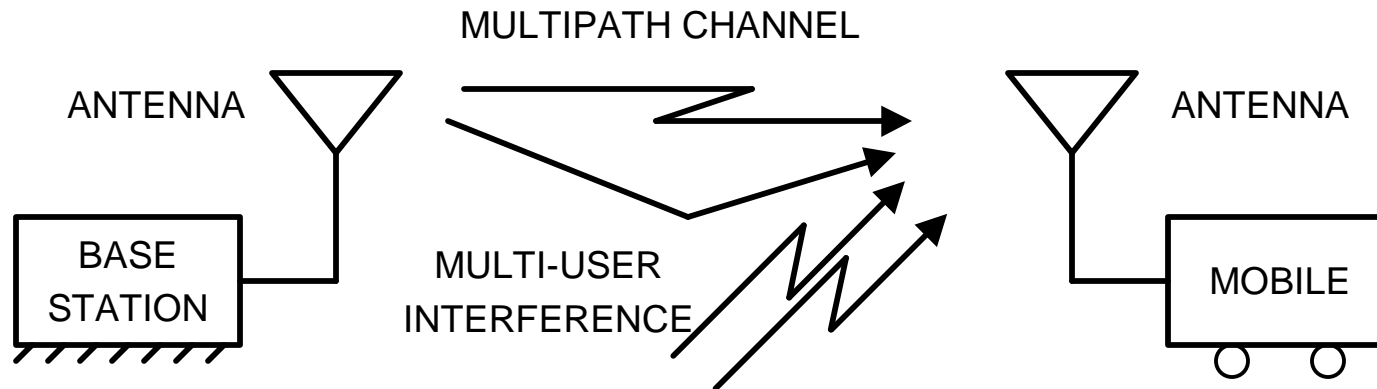 MULTIPATH CHANNEL
ANTENNA
ANTENNA
BASE
STATION
MULTI-USER
INTERFERENCE
MOBILE